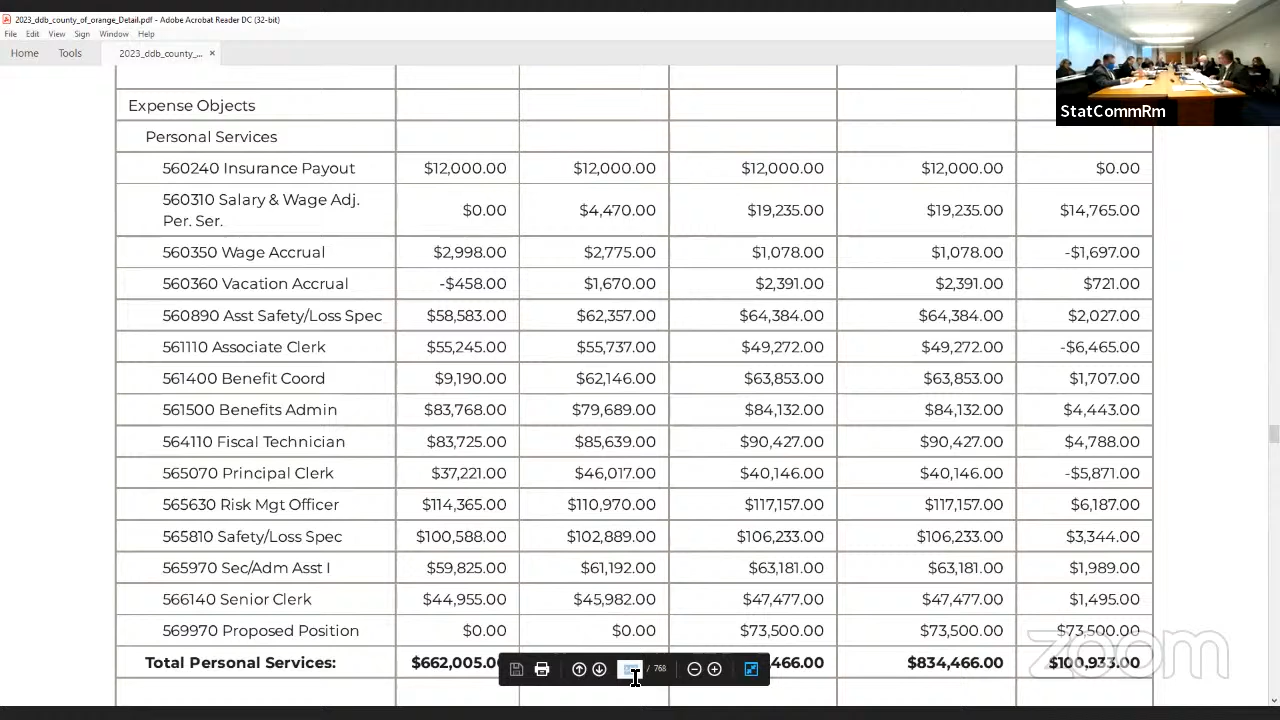 2023_ddb_county_of_orange_Detail.pdf - Adobe Acrobat Reader DC (32-bit)
File Edit View Sign Window Help
Home Tools 2023_ddb_county_... ×
StatCommRm
Expense Objects
Personal Services
560240 Insurance Payout $12,000.00 $12,000.00 $12,000.00 $12,000.00 $0.00
560310 Salary & Wage Adj.
Per. Ser. $0.00 $4,470.00 $19,235.00 $19,235.00 $14,765.00
560350 Wage Accrual $2,998.00 $2,775.00 $1,078.00 $1,078.00 -$1,697.00
560360 Vacation Accrual -$458.00 $1,670.00 $2,391.00 $2,391.00 $721.00
560890 Asst Safety/Loss Spec $58,583.00 $62,357.00 $64,384.00 $64,384.00 $2,027.00
561110 Associate Clerk $55,245.00 $55,737.00 $49,272.00 $49,272.00 -$6,465.00
561400 Benefit Coord $9,190.00 $62,146.00 $63,853.00 $63,853.00 $1,707.00
561500 Benefits Admin $83,768.00 $79,689.00 $84,132.00 $84,132.00 $4,443.00
564110 Fiscal Technician $83,725.00 $85,639.00 $90,427.00 $90,427.00 $4,788.00
565070 Principal Clerk $37,221.00 $46,017.00 $40,146.00 $40,146.00 -$5,871.00
565630 Risk Mgt Officer $114,365.00 $110,970.00 $117,157.00 $117,157.00 $6,187.00
565810 Safety/Loss Spec $100,588.00 $102,889.00 $106,233.00 $106,233.00 $3,344.00
565970 Sec/Adm Asst I $59,825.00 $61,192.00 $63,181.00 $63,181.00 $1,989.00
566140 Senior Clerk $44,955.00 $45,982.00 $47,477.00 $47,477.00 $1,495.00
569970 Proposed Position $0.00 $0.00 $73,500.00 $73,500.00 $73,500.00
Total Personal Services: $662,005.0 466.00 $834,466.00 $100,933.00
/ 768
zoom